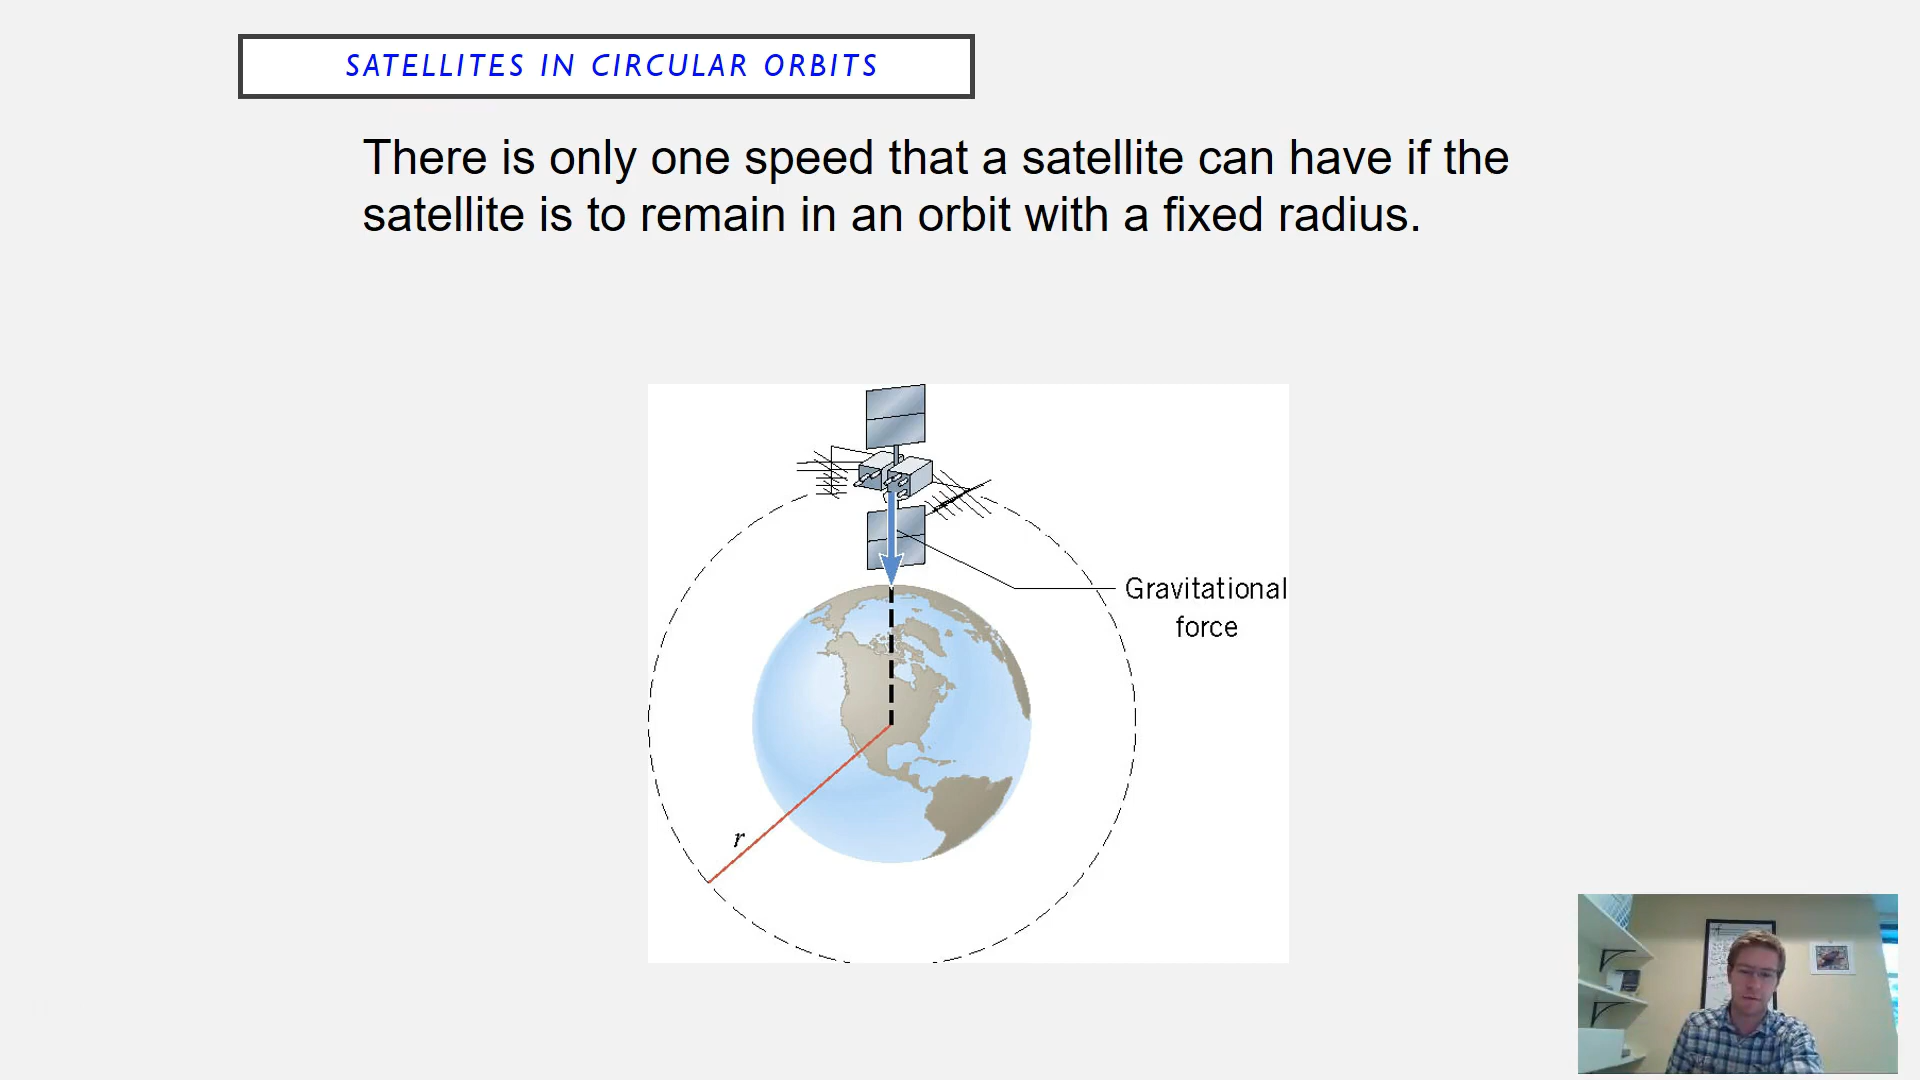 SATELLITES IN CIRCULAR ORBITS
There is only one speed that a satellite can have if the
satellite is to remain in an orbit with a fixed radius.
Gravitational
force
r